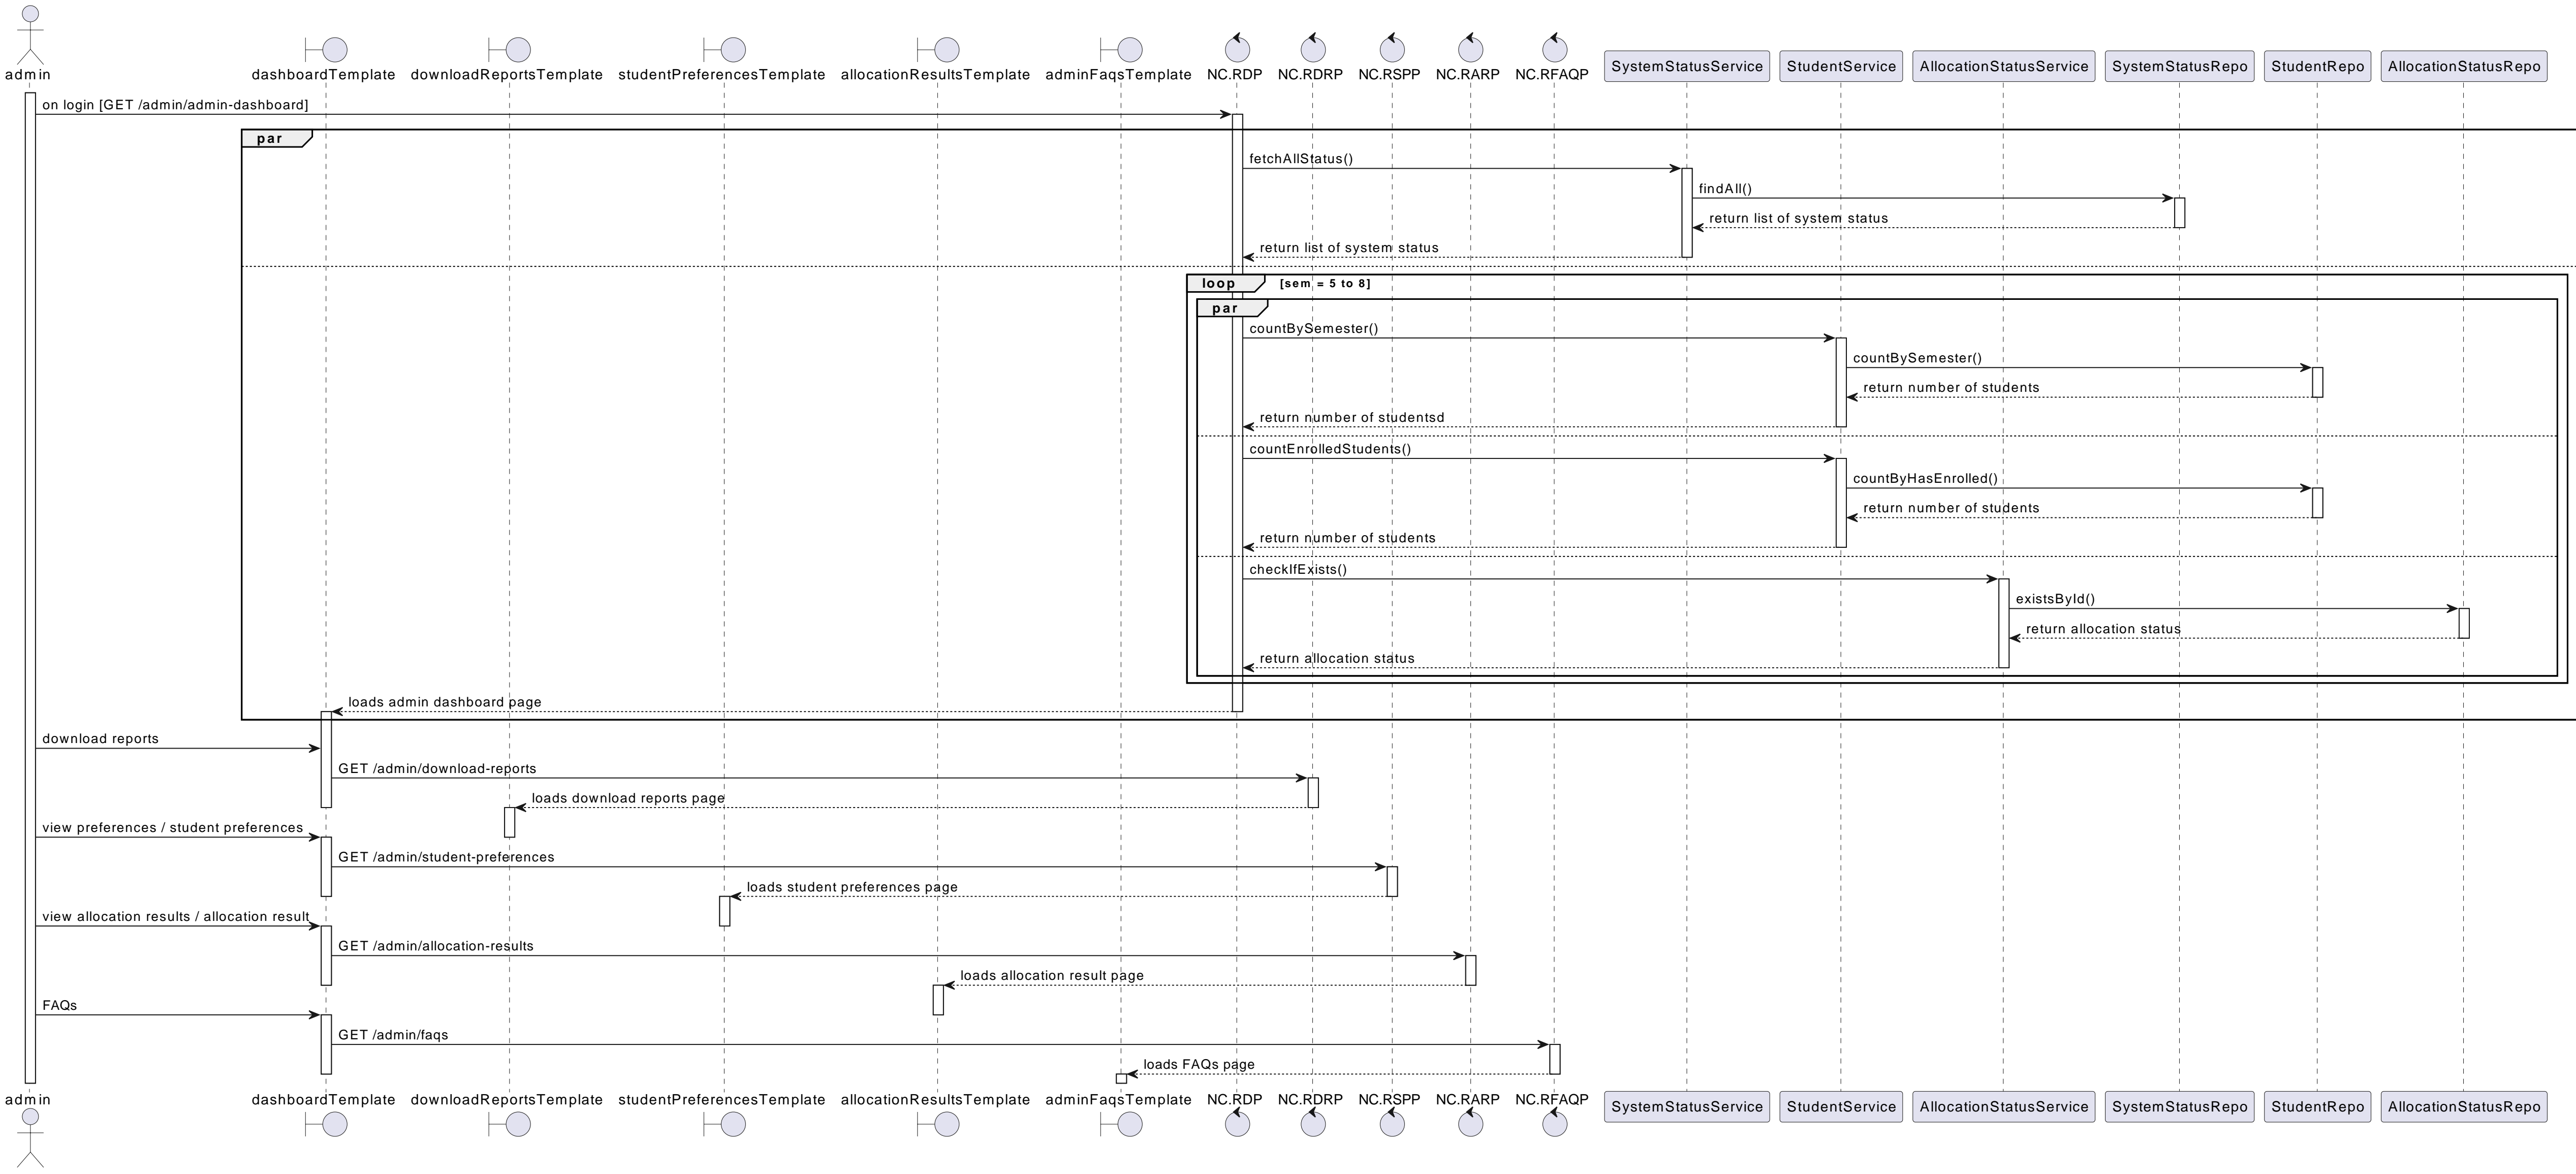 admin
dashboardTemplate
downloadReportsTemplate
studentPreferencesTemplate
allocationResultsTemplate
adminFaqsTemplate
NC.RDP
NC.RDRP
NC.RSPP
NC.RARP
NC.RFAQP
SystemStatusService
StudentService
AllocationStatusService
SystemStatusRepo
StudentRepo
AllocationStatusRepo
on login [GET /admin/admin-dashboard]
par
fetchAllStatus()
findAll()
return list of system status
return list of system status
loop [sem = 5 to 8]
par
countBySemester()
countBySemester()
return number of students
return number of studentsd
countEnrolledStudents()
countByHasEnrolled()
return number of students
return number of students
checkIfExists()
existsById()
return allocation status
return allocation status
loads admin dashboard page
download reports
GET /admin/download-reports
loads download reports page
view preferences / student preferences
GET /admin/student-preferences
loads student preferences page
view allocation results / allocation result
GET /admin/allocation-results
loads allocation result page
FAQs
GET /admin/faqs
loads FAQs page
admin
dashboardTemplate
downloadReportsTemplate
studentPreferencesTemplate
allocationResultsTemplate
adminFaqsTemplate
NC.RDP
NC.RDRP
NC.RSPP
NC.RARP
NC.RFAQP
SystemStatusService
StudentService
AllocationStatusService
SystemStatusRepo
StudentRepo
AllocationStatusRepo